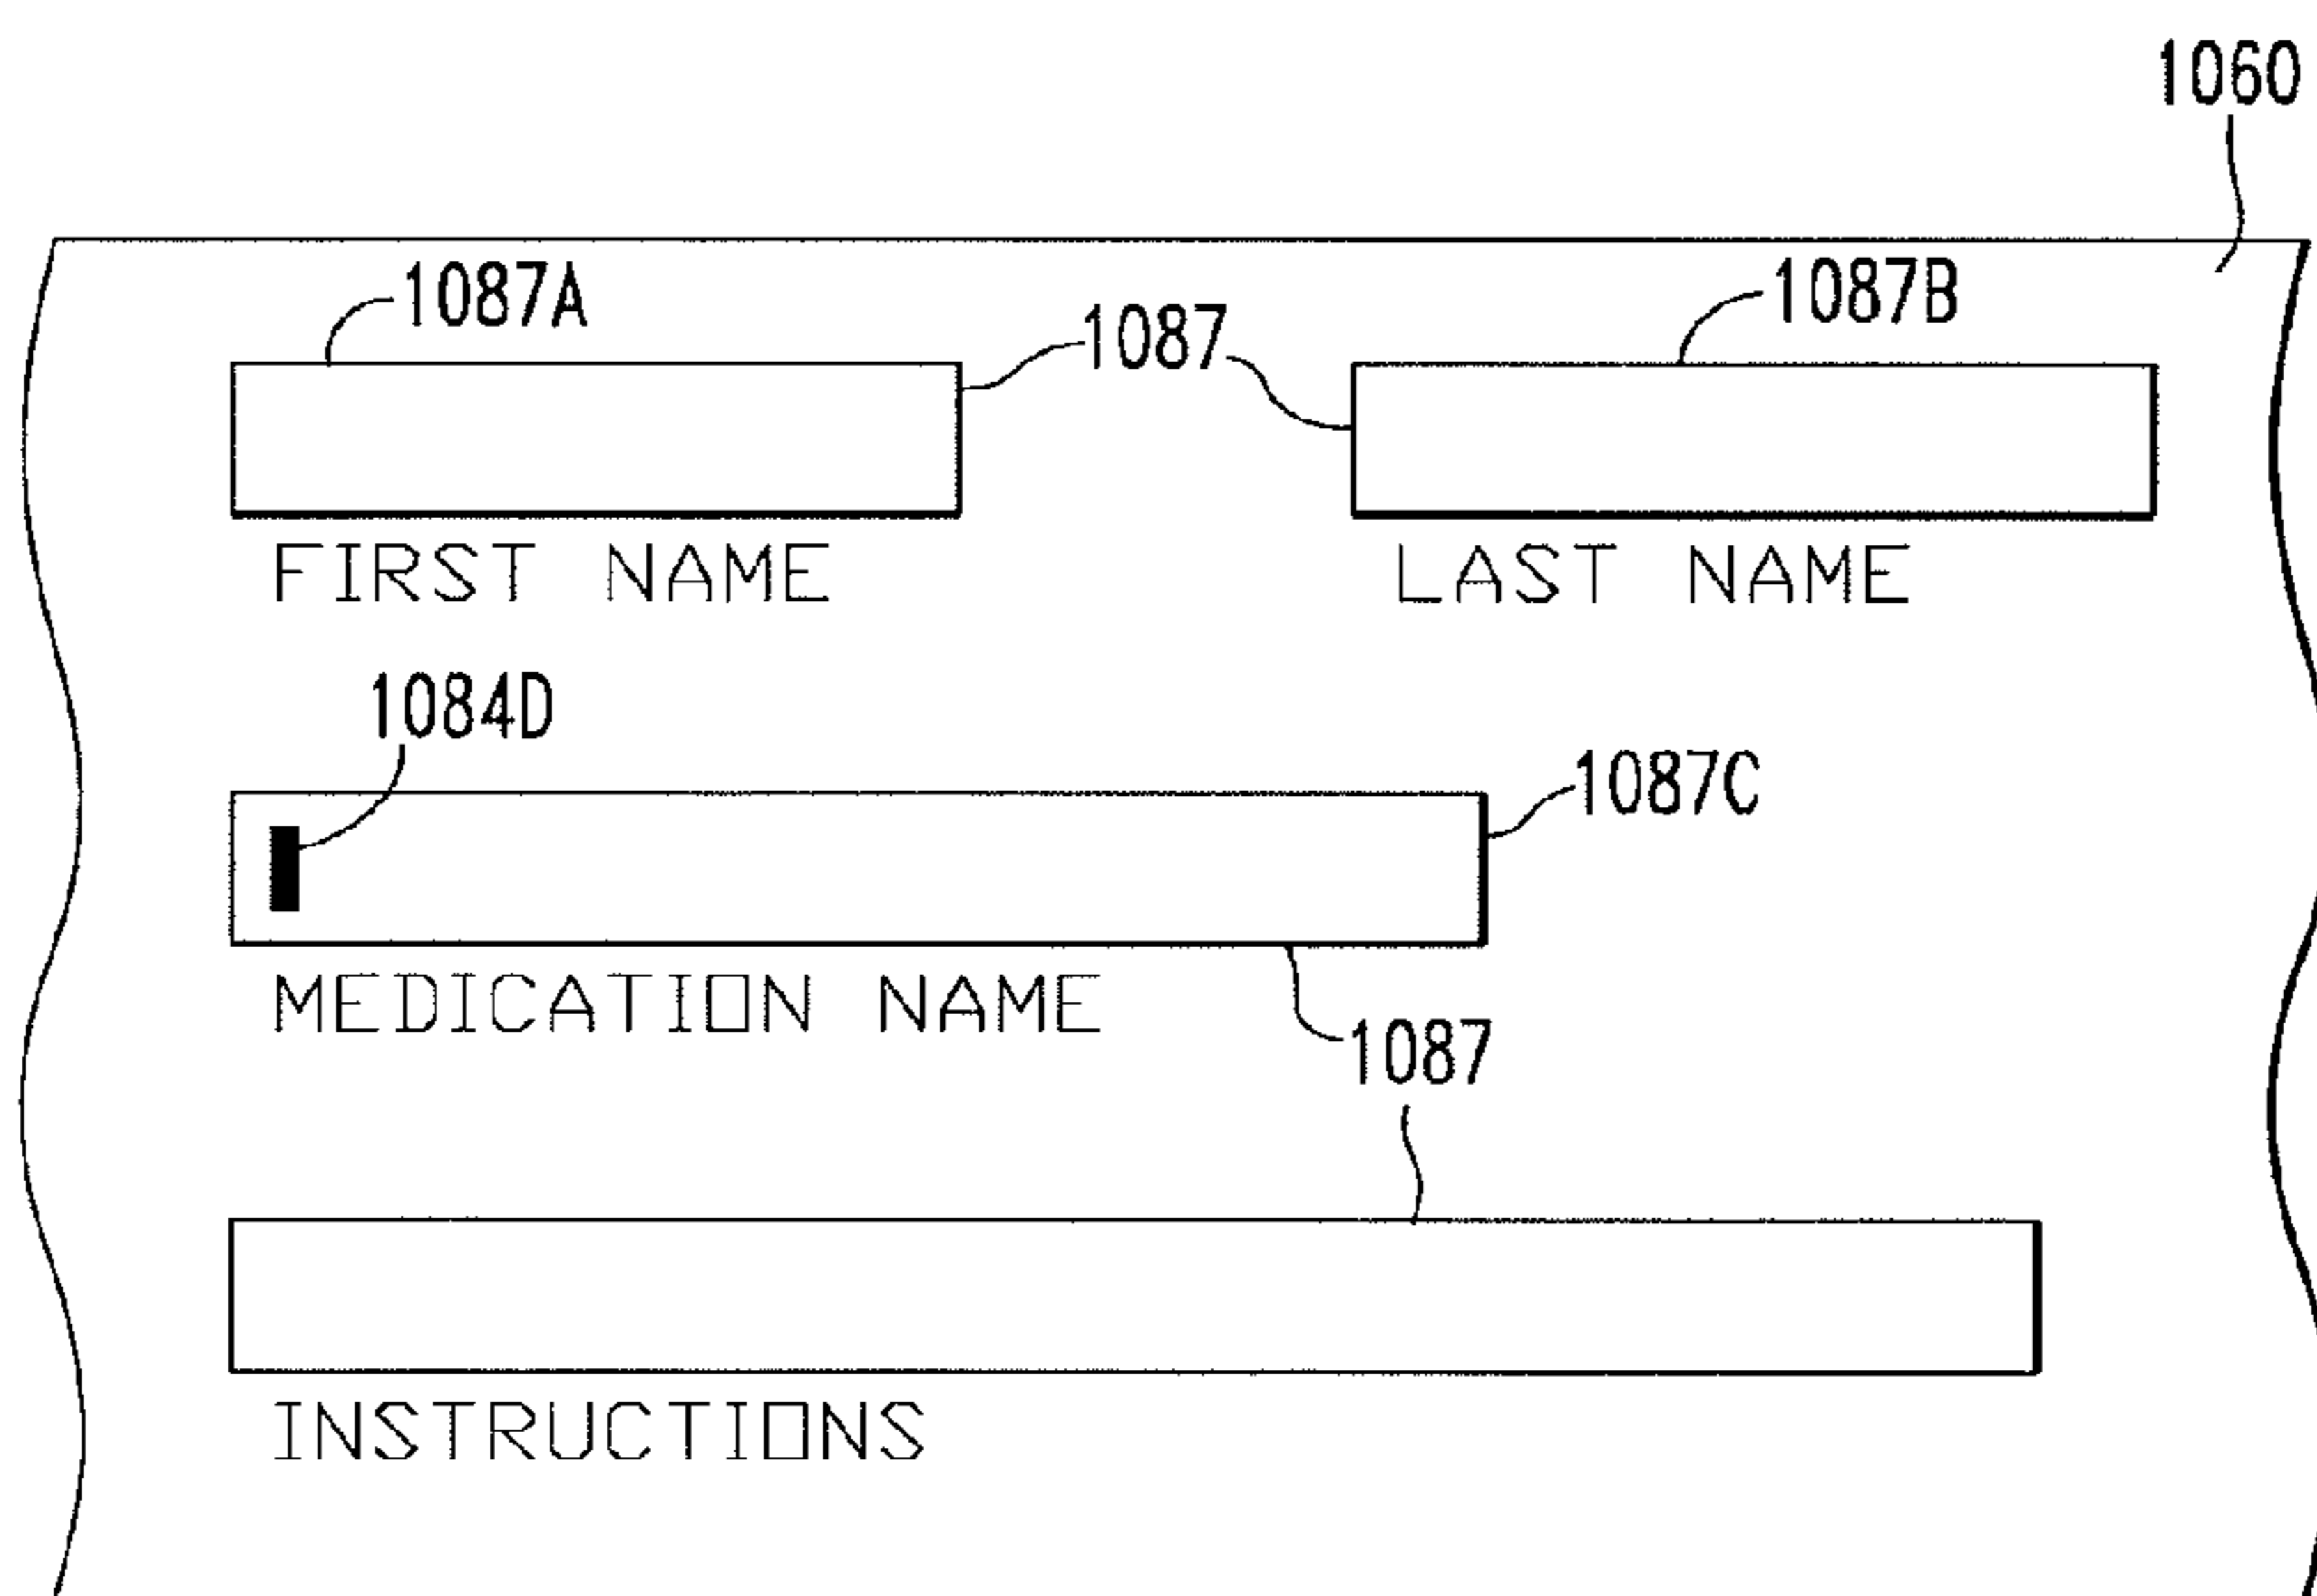 1060
1087A
1087
1087B
FIRST NAME
LAST NAME
1084D
1087C
MEDICATION NAME
1087
INSTRUCTIONS